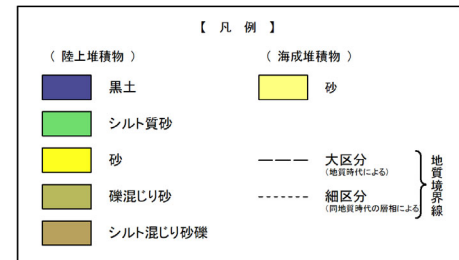 【 凡 例 】
（ 陸上堆積物 ）
黒土
シルト質砂
砂
礫混じり砂
シルト混じり砂礫
（ 海成堆積物 ）
砂
大区分
（地質時代による）
細区分
（同地質時代の層相による）
地質境界線